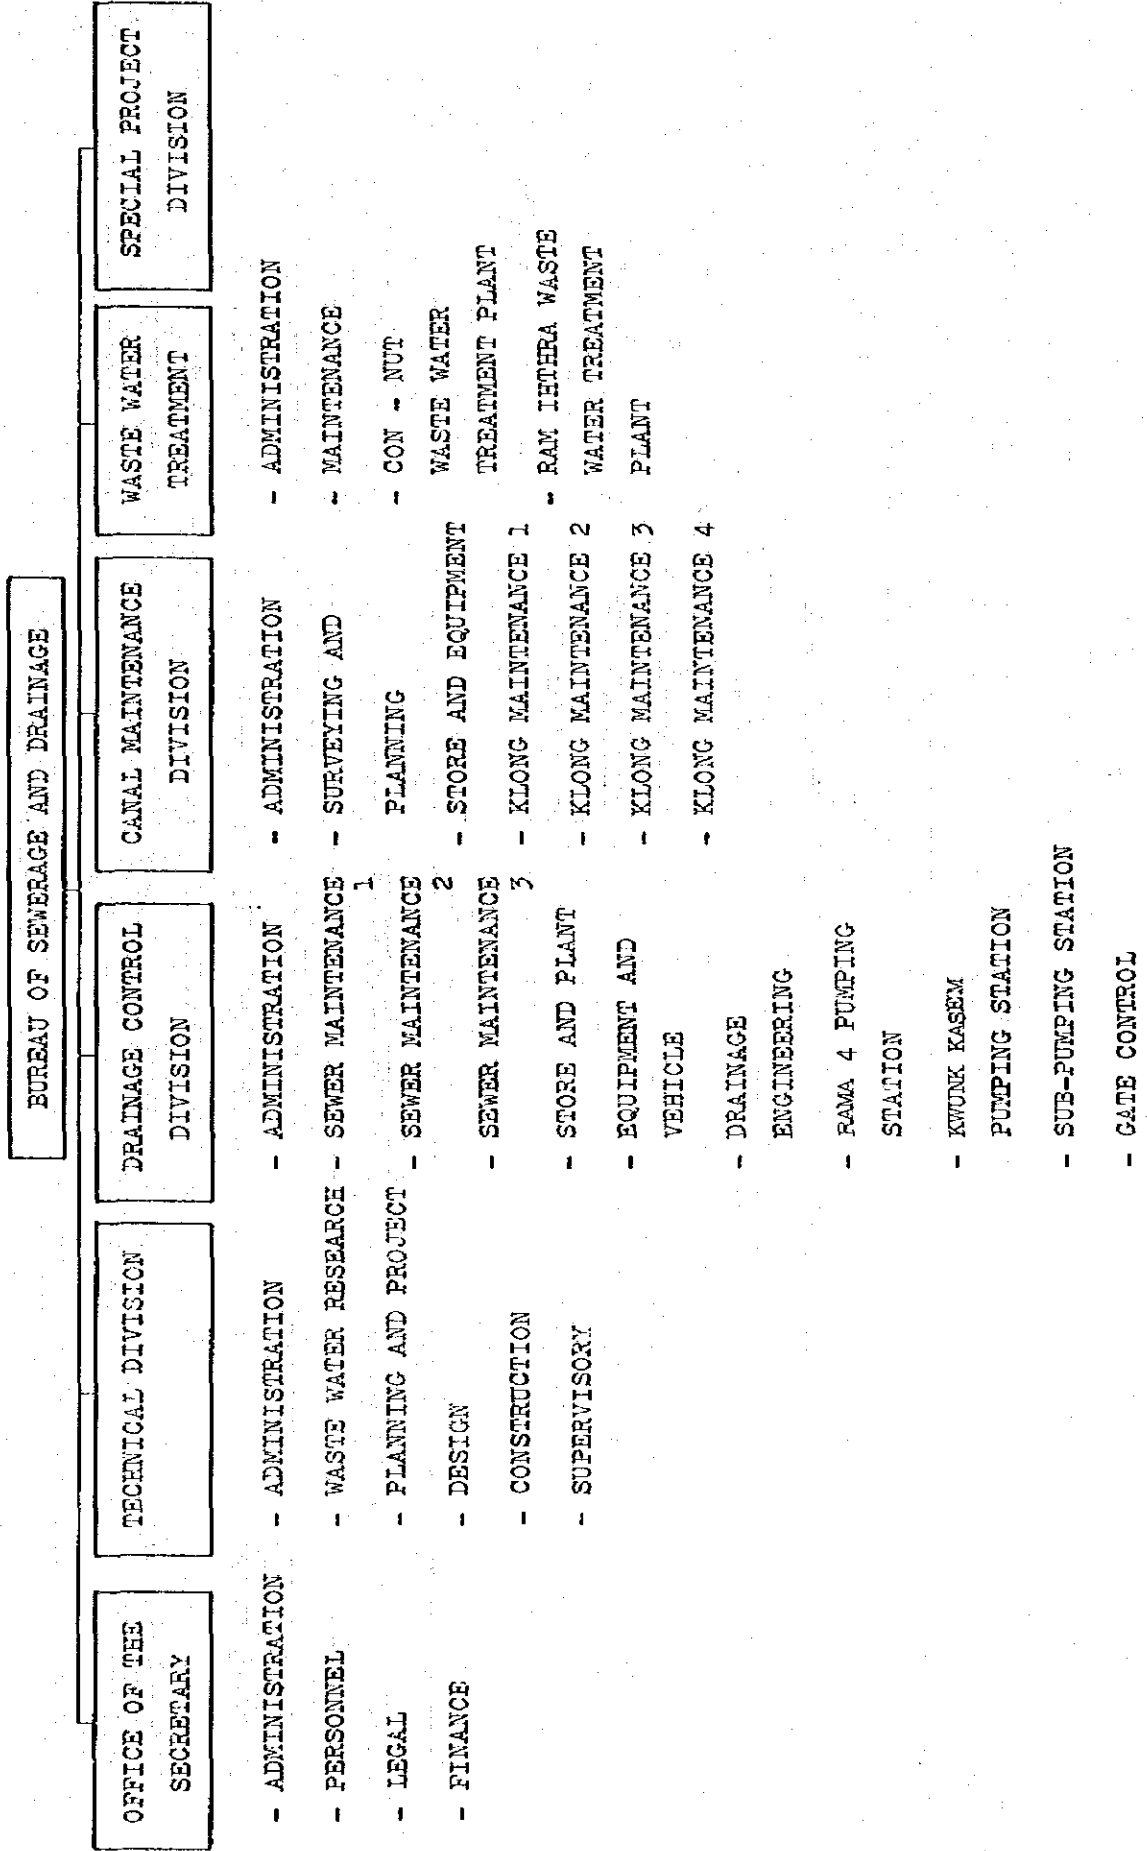 BUREAU OF SEWERAGE AND DRAINAGE
OFFICE OF THE
SECRETARY
- ADMINISTRATION
- PERSONNEL
- LEGAL
- FINANCE
TECHNICAL DIVISION
- ADMINISTRATION
- WASTE WATER RESEARCH
- PLANNING AND PROJECT
- DESIGN
- CONSTRUCTION
- SUPERVISORY
DRAINAGE CONTROL
DIVISION
- ADMINISTRATION
- SEWER MAINTENANCE
1
- SEWER MAINTENANCE
2
- SEWER MAINTENANCE
3
- STORE AND PLANT
- EQUIPMENT AND
VEHICLE
- DRAINAGE
ENGINEERING
- RAMA 4 PUMPING
STATION
- KWUNK KASEM
PUMPING STATION
- SUB-PUMPING STATION
- GATE CONTROL
CANAL MAINTENANCE
DIVISION
- ADMINISTRATION
- SURVEYING AND
PLANNING
- STORE AND EQUIPMENT
- KLONG MAINTENANCE 1
- KLONG MAINTENANCE 2
- KLONG MAINTENANCE 3
- KLONG MAINTENANCE 4
WASTE WATER
TREATMENT
- ADMINISTRATION
- MAINTENANCE
- CON - NUT
WASTE WATER
TREATMENT PLANT
- RAM IHTHRA WASTE
WATER TREATMENT
PLANT
SPECIAL PROJECT
DIVISION